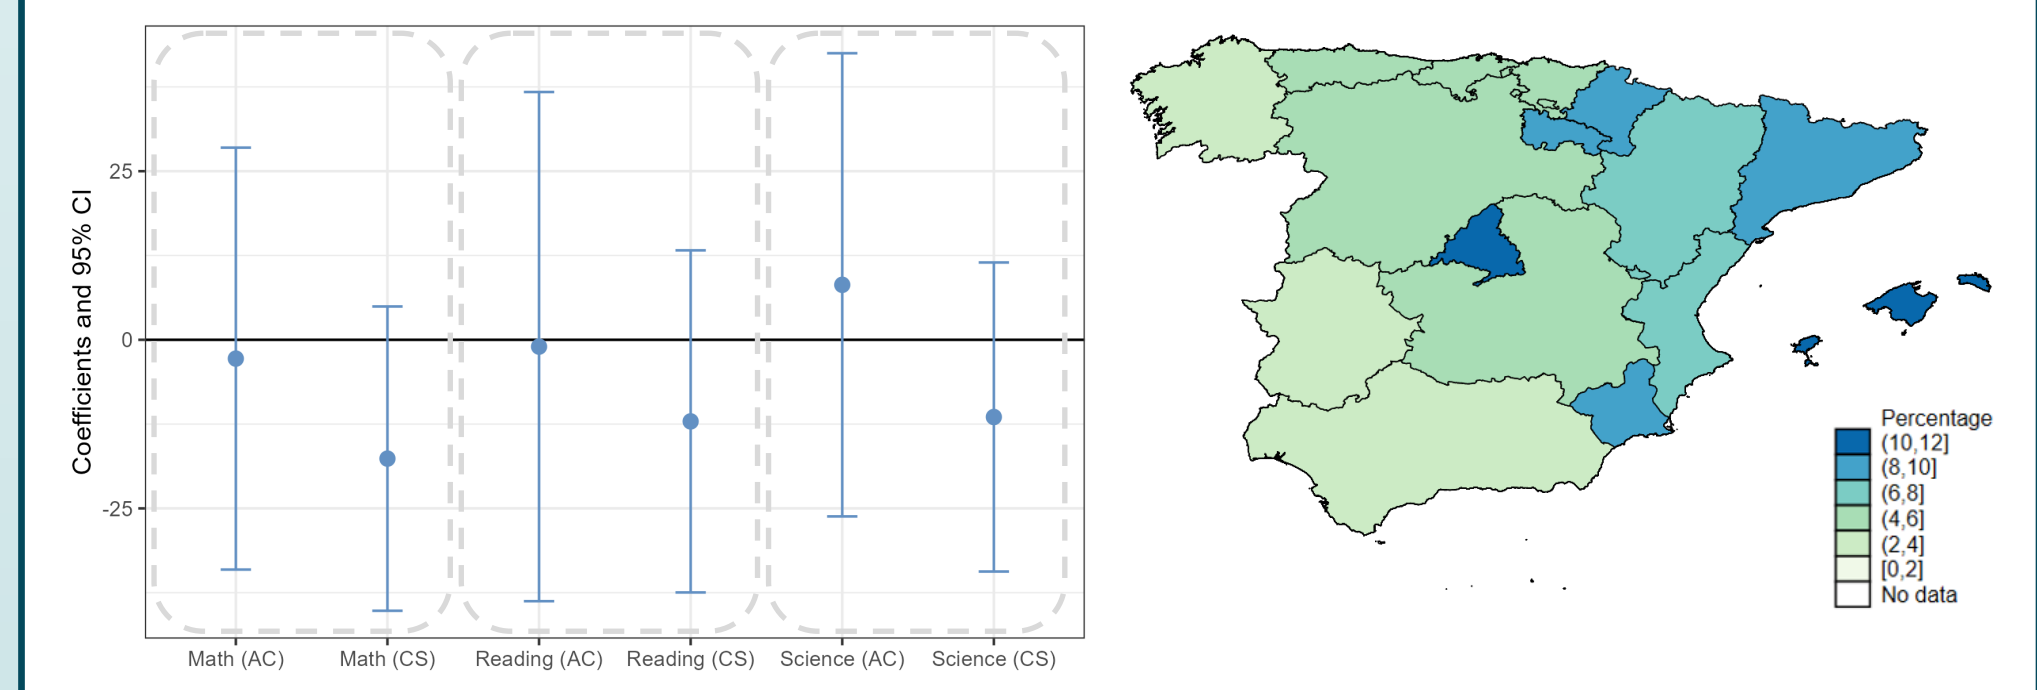 Coefficients and 95% CI
25
0
-25
Math (AC)
Math (CS)
Reading (AC)
Reading (CS)
Science (AC)
Science (CS)
Percentage
(10,12]
(8,10]
(6,8]
(4,6]
(2,4]
[0,2]
No data